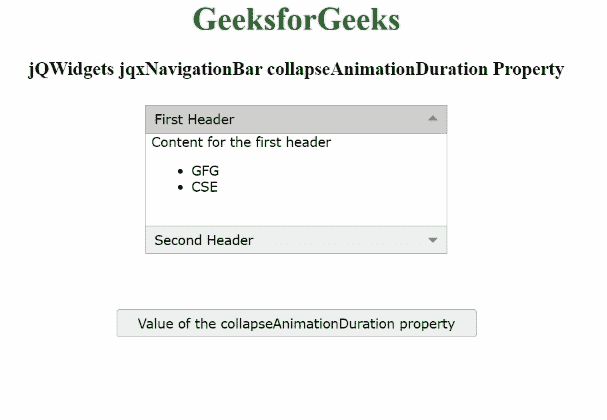 GeeksforGeeks
jQWidgets jqxNavigationBar collapseAnimationDuration Property
First Header
Content for the first header
GFG
CSE
Second Header
Value of the collapseAnimationDuration property